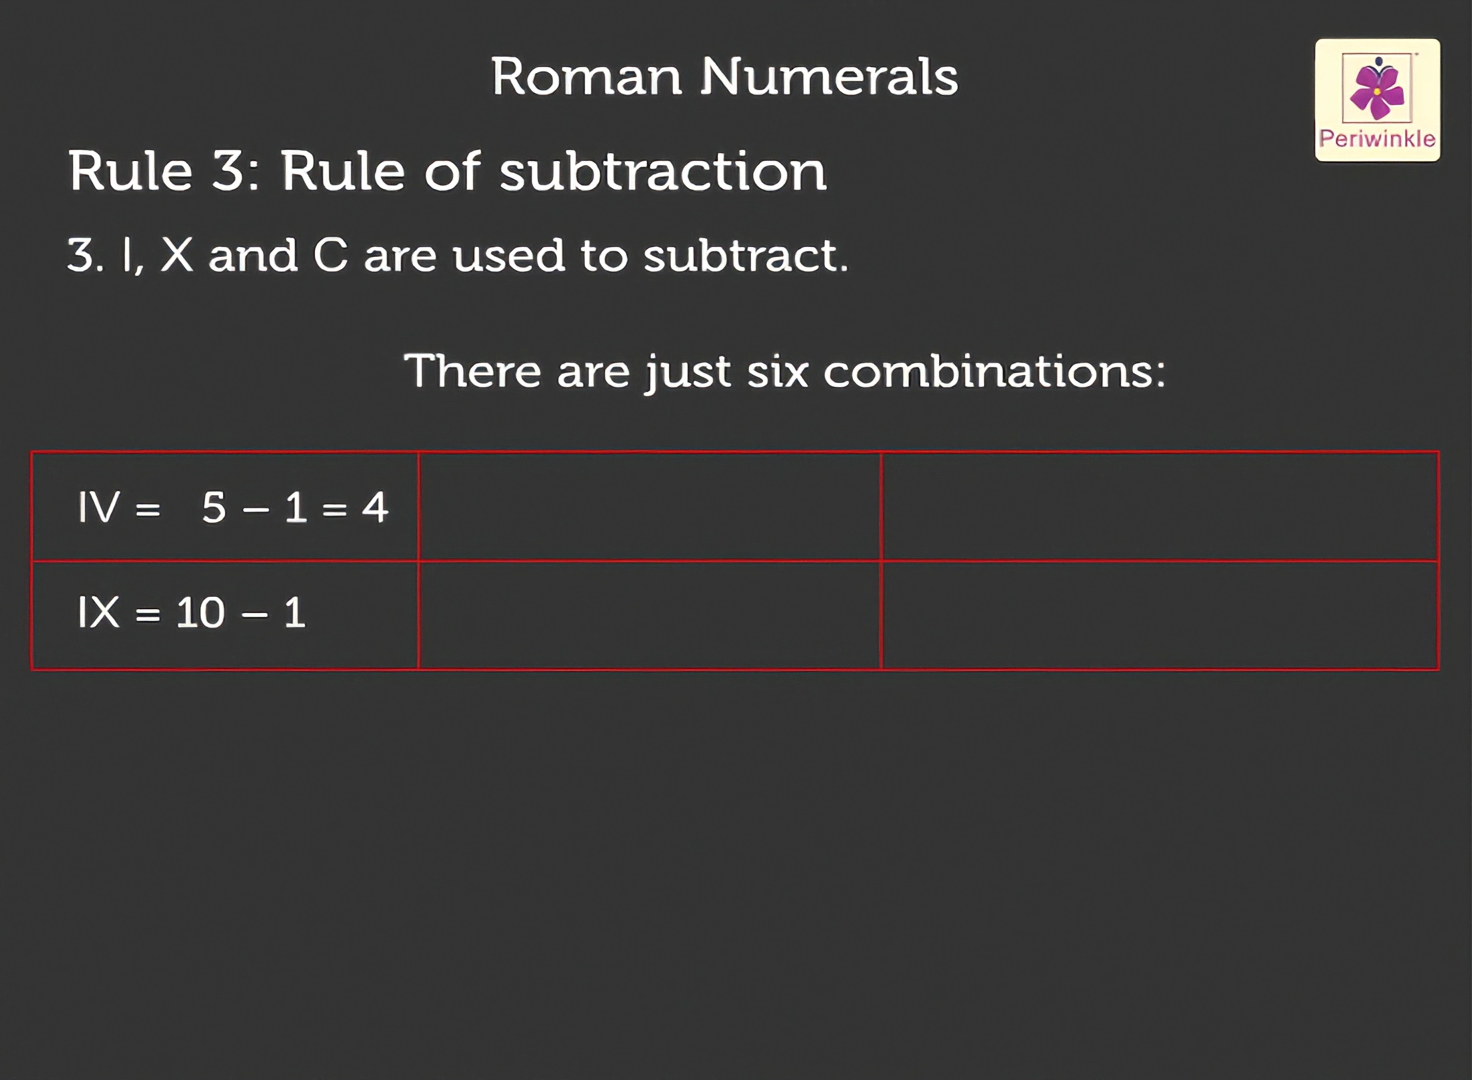 Roman Numerals
Periwinkle
Rule 3: Rule of subtraction
3. I, X and C are used to subtract.
There are just six combinations:
IV = 5 – 1 = 4
IX = 10 – 1